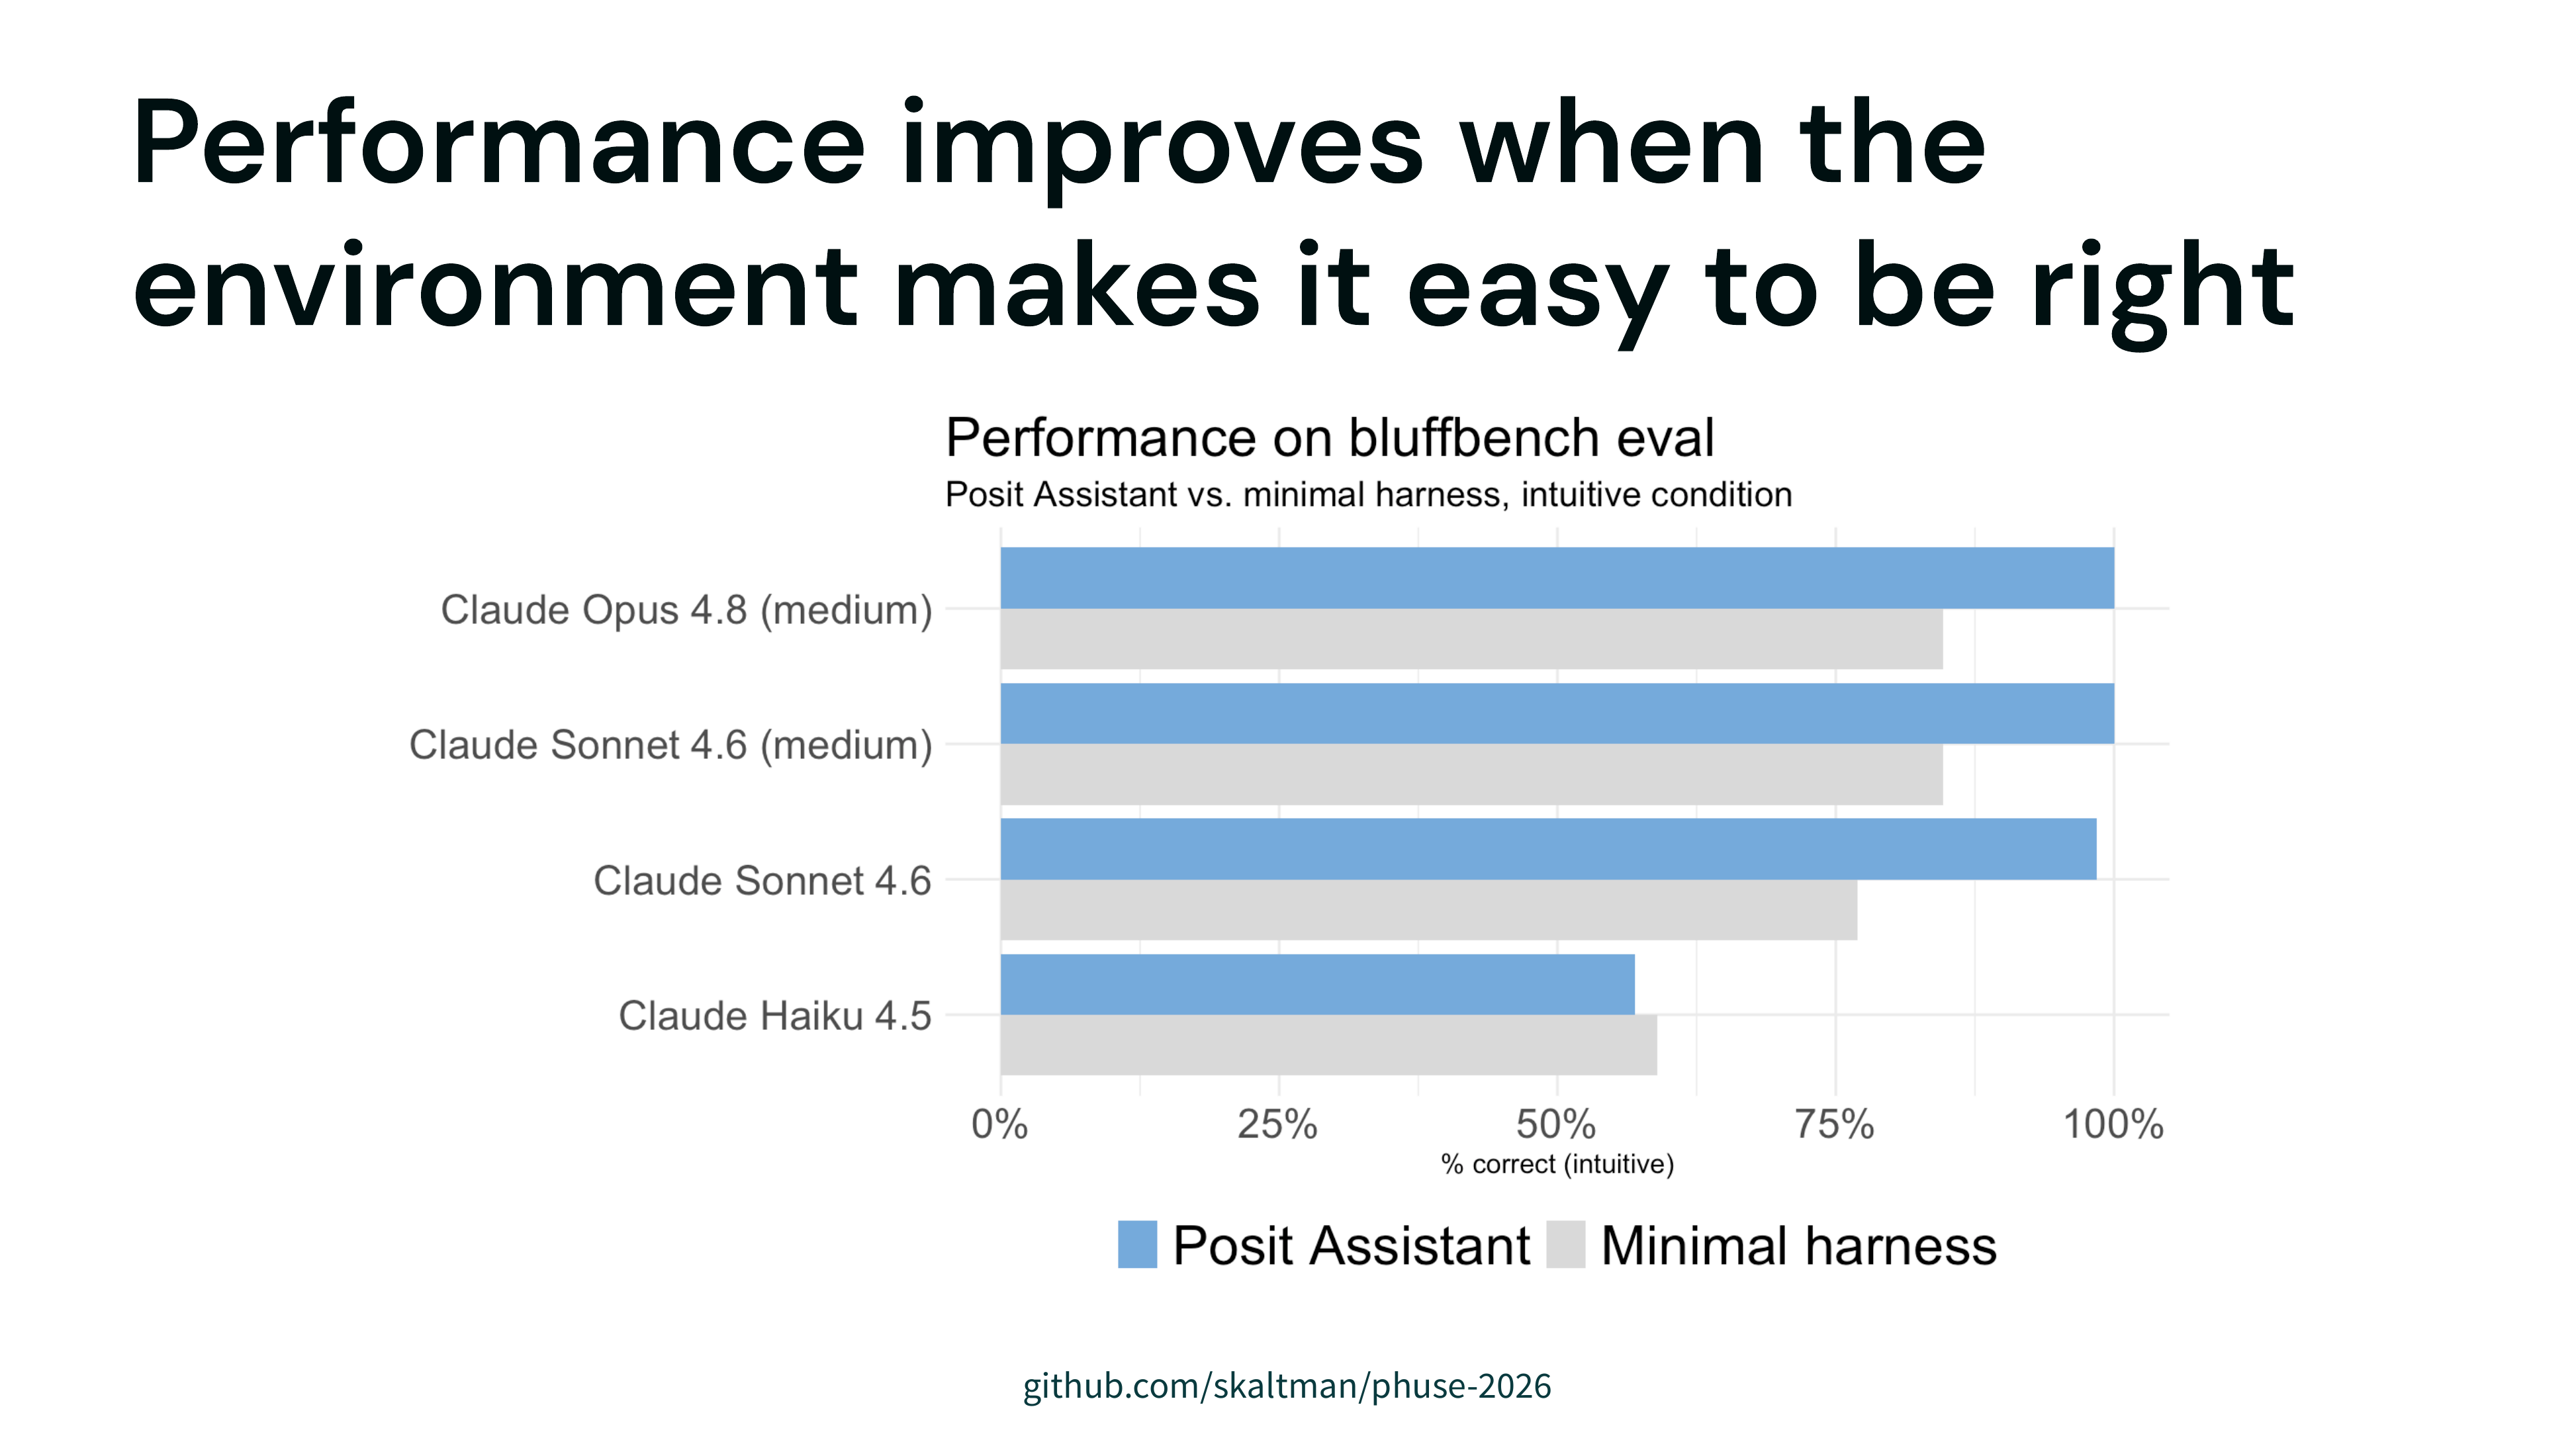 Performance improves when the
environment makes it easy to be right
Performance on bluffbench eval
Posit Assistant vs. minimal harness, intuitive condition
Claude Opus 4.8 (medium)
Claude Sonnet 4.6 (medium)
Claude Sonnet 4.6
Claude Haiku 4.5
0% 25% 50% 75% 100%
% correct (intuitive)
Posit Assistant Minimal harness
github.com/skaltman/phuse-2026